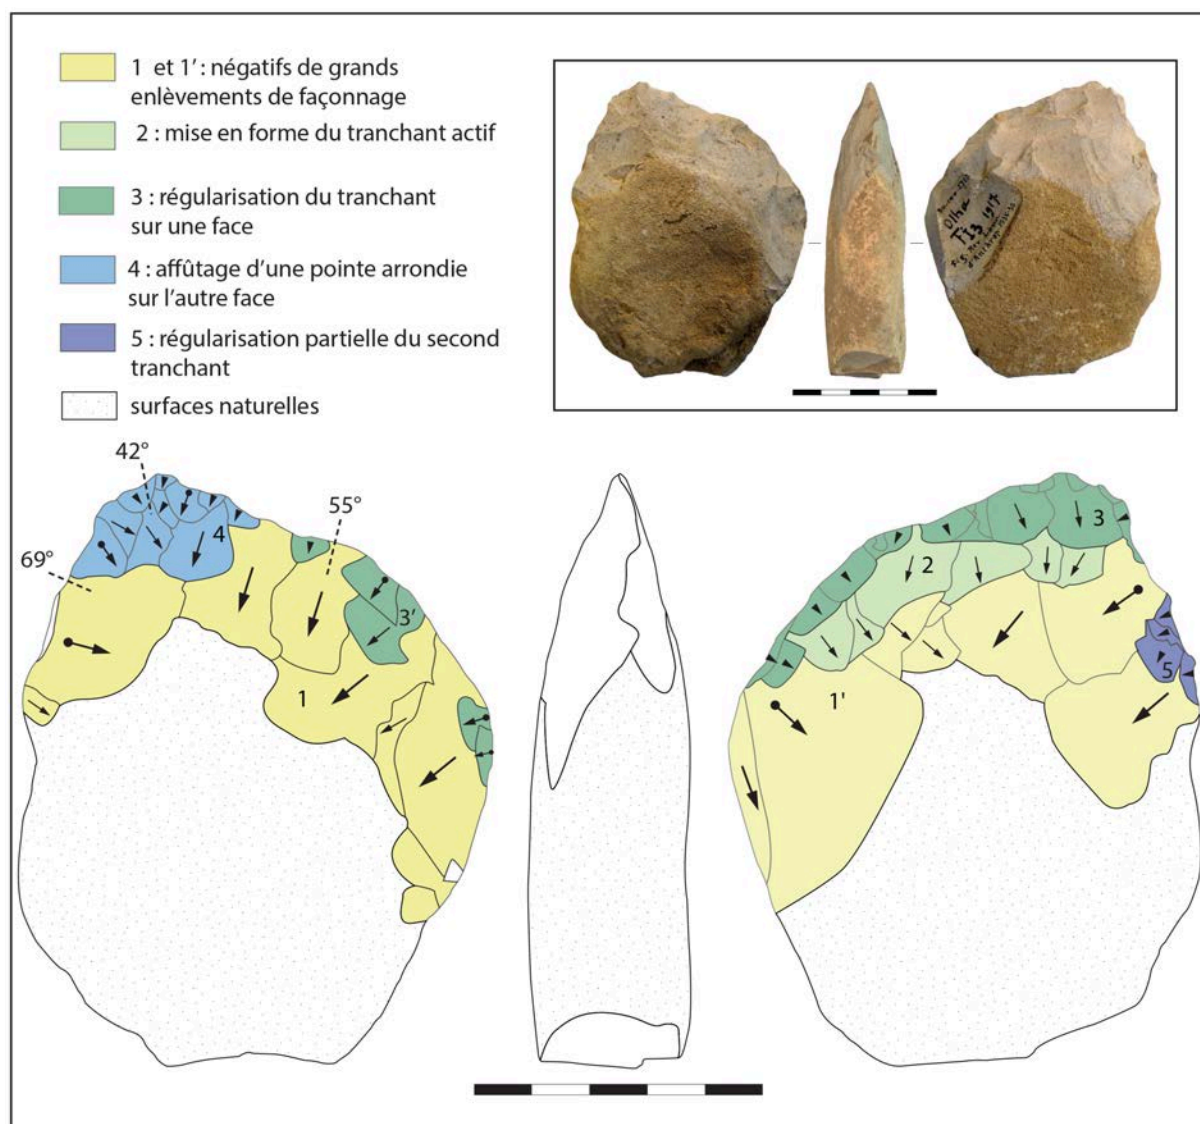 1 et 1' : négatifs de grands
enlèvements de façonnage
2 : mise en forme du tranchant actif
3 : régularisation du tranchant
sur une face
4 : affûtage d'une pointe arrondie
sur l'autre face
5 : régularisation partielle du second
tranchant
surfaces naturelles
Olha
TI3 1917
42°
55°
69°
4
3'
1
3
2
5
1'